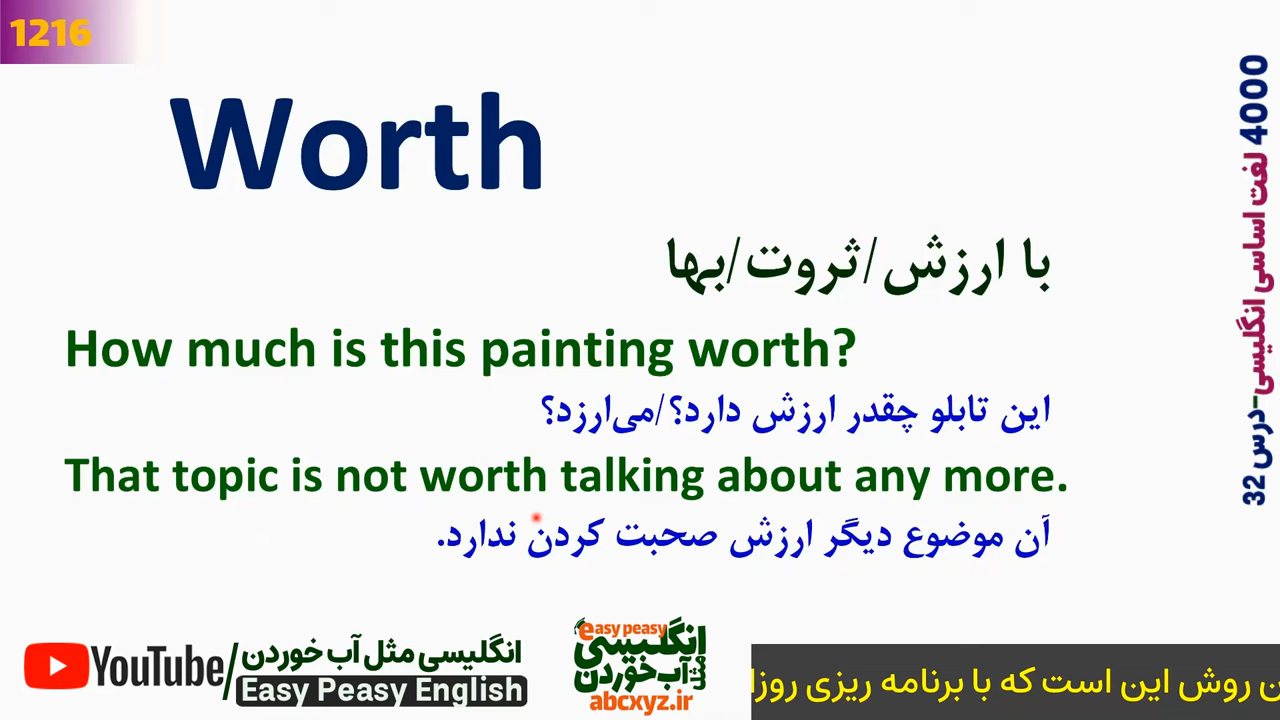 1216
Worth
با ارزش/ثروت/بها
How much is this painting worth?
این تابلو چقدر ارزش دارد؟/می‌ارزد؟
That topic is not worth talking about any more.
آن موضوع دیگر ارزش صحبت کردن ندارد.
4000 لغت اساسی انگلیسی-درس 32
YouTube/انگلیسی مثل آب خوردن
Easy Peasy English
easy peasy
انگلیسی
مثل آب خوردن
abcxyz.ir
روش این است که با برنامه ریزی